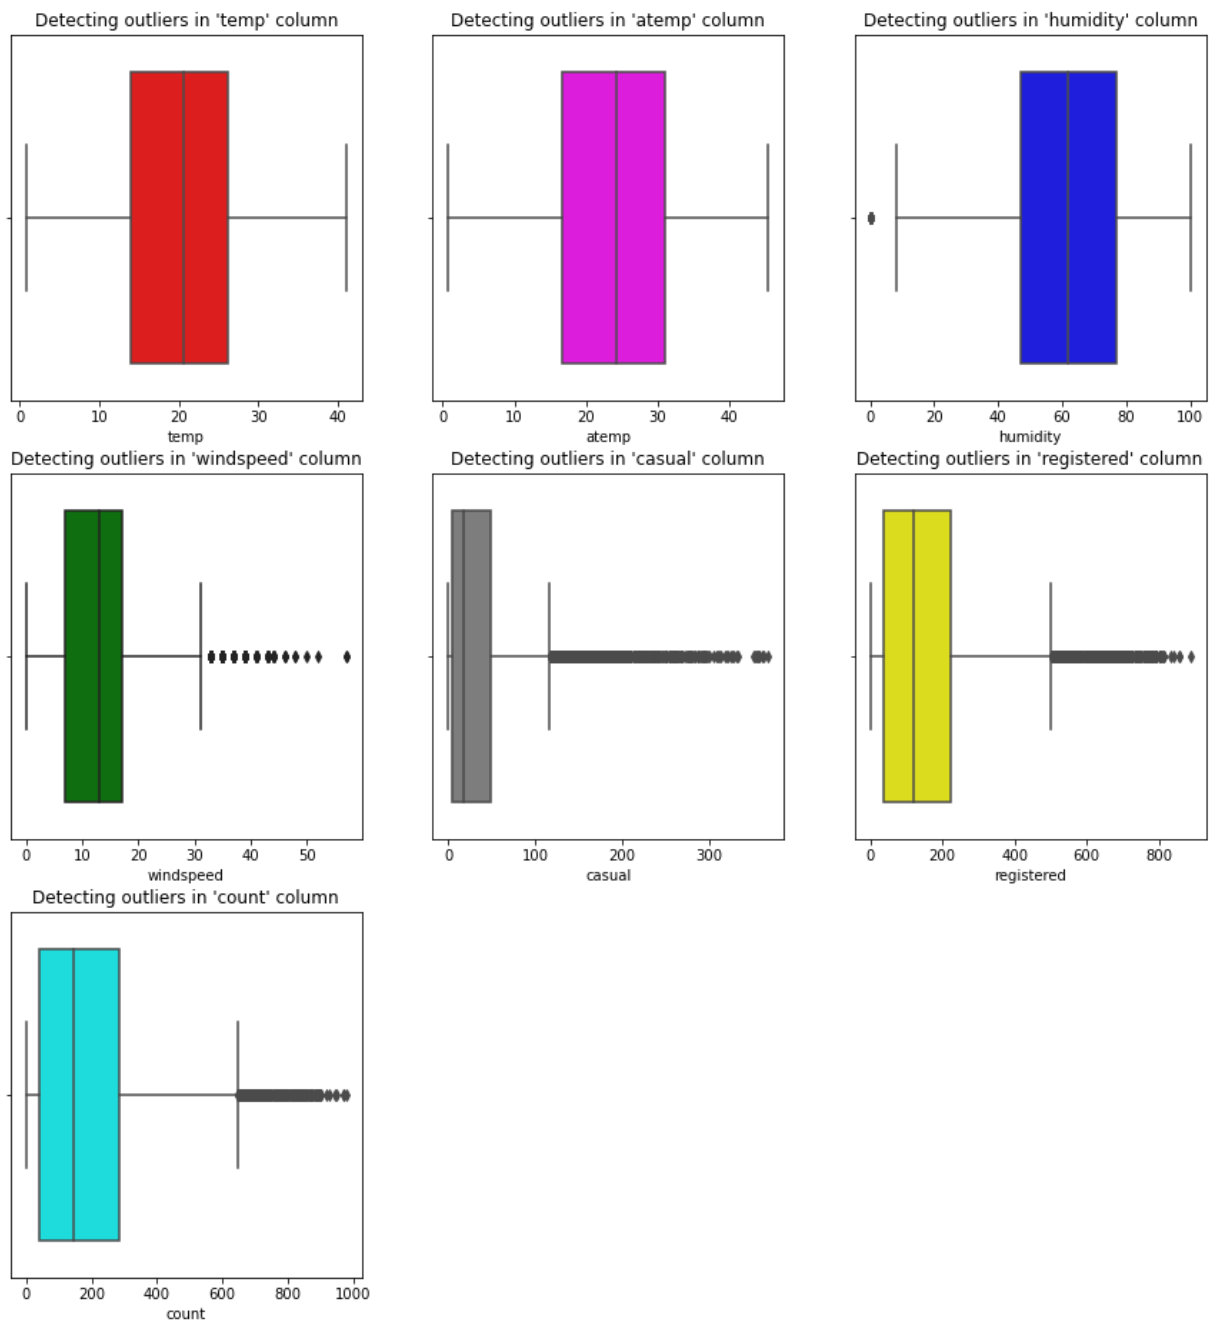 Detecting outliers in 'temp' column
Detecting outliers in 'atemp' column
Detecting outliers in 'humidity' column
0 10 20 30 40
0 10 20 30 40
0 20 40 60 80 100
temp
atemp
humidity
Detecting outliers in 'windspeed' column
Detecting outliers in 'casual' column
Detecting outliers in 'registered' column
0 10 20 30 40 50
0 100 200 300
0 200 400 600 800
windspeed
casual
registered
Detecting outliers in 'count' column
0 200 400 600 800 1000
count